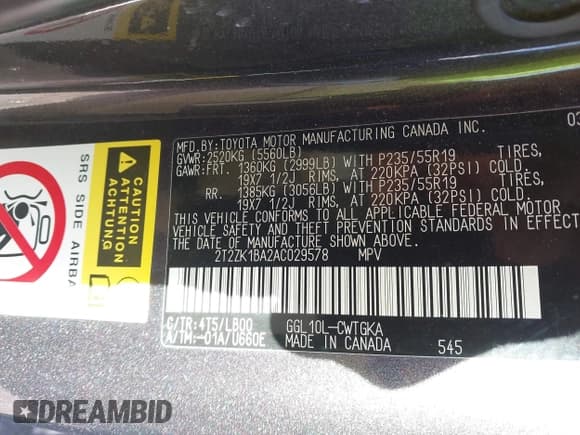 MFD.BY:TOYOTA MOTOR MANUFACTURING CANADA INC. 03
GVWR:2520KG (5560LB)
GAWR:FRT. 1360KG (2999LB) WITH P235/55R19 TIRES,
19X7 1/2J RIMS, AT 220KPA (32PSI) COLD
RR. 1385KG (3056LB) WITH P235/55R19 TIRES,
19X7 1/2J RIMS, AT 220KPA (32PSI) COLD.
THIS VEHICLE CONFORMS TO ALL APPLICABLE FEDERAL MOTOR
VEHICLE SAFETY AND THEFT PREVENTION STANDARDS IN EFFECT
THE DATE OF MANUFACTURE SHOWN ABOVE.
2T2ZK1BA2AC029578 MPV
C/TR:4T5/LB00 GGL10L-CWTGKA
A/TM:-01A/U660E MADE IN CANADA 545
SRS SIDE AIRBA
CAUTION
ATTENTION
ACHTUNG
DREAMBID